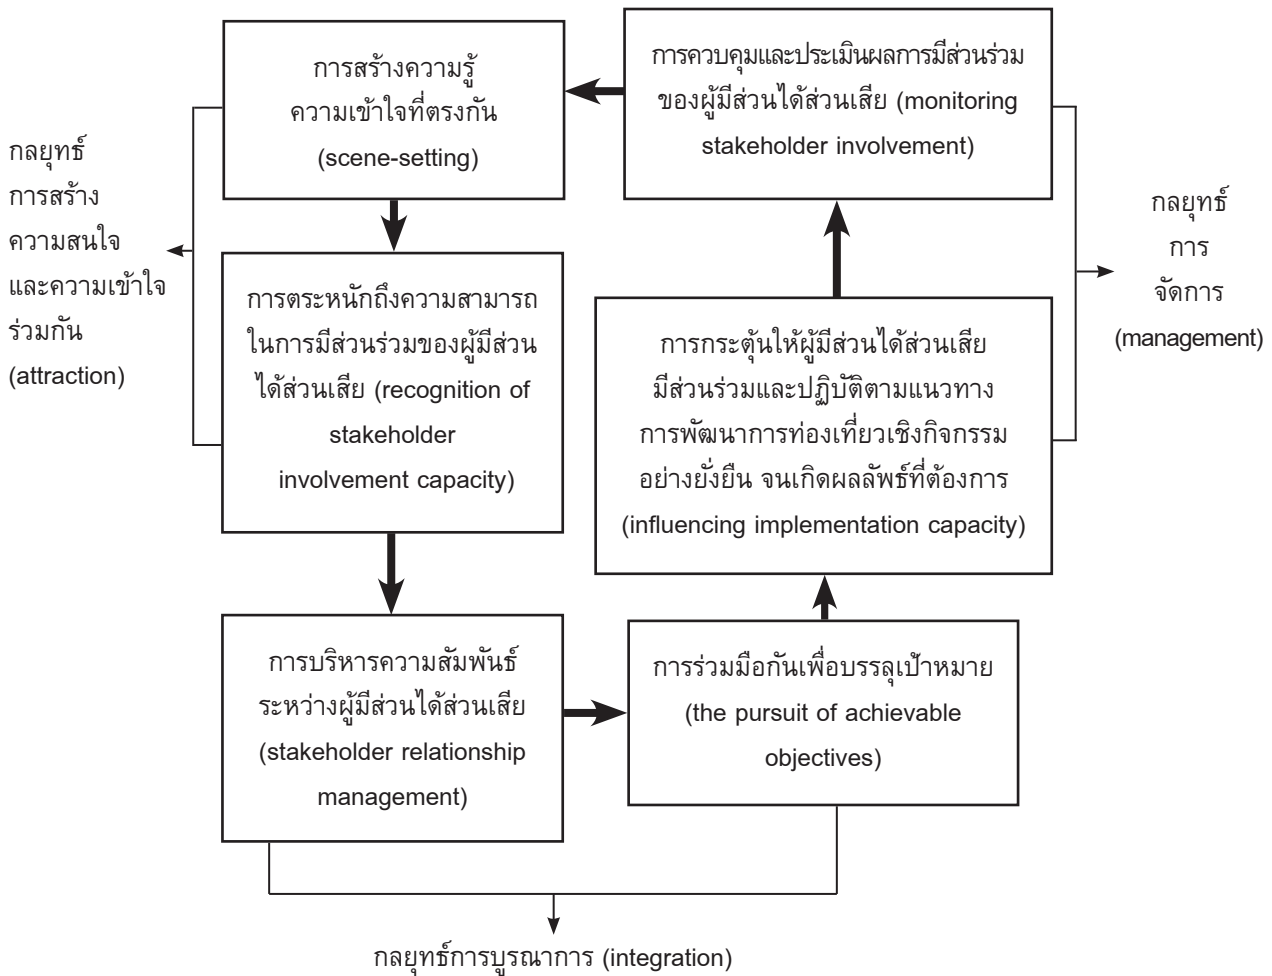 การสร้างความรู้
ความเข้าใจที่ตรงกัน
(scene-setting)
การควบคุมและประเมินผลการมีส่วนร่วม
ของผู้มีส่วนได้ส่วนเสีย (monitoring
stakeholder involvement)
กลยุทธ์
การสร้าง
ความสนใจ
และความเข้าใจ
ร่วมกัน
(attraction)
กลยุทธ์
การ
จัดการ
(management)
การตระหนักถึงความสามารถ
ในการมีส่วนร่วมของผู้มีส่วน
ได้ส่วนเสีย (recognition of
stakeholder
involvement capacity)
การกระตุ้นให้ผู้มีส่วนได้ส่วนเสีย
มีส่วนร่วมและปฏิบัติตามแนวทาง
การพัฒนาการท่องเที่ยวเชิงกิจกรรม
อย่างยั่งยืน จนเกิดผลลัพธ์ที่ต้องการ
(influencing implementation capacity)
การบริหารความสัมพันธ์
ระหว่างผู้มีส่วนได้ส่วนเสีย
(stakeholder relationship
management)
การร่วมมือกันเพื่อบรรลุเป้าหมาย
(the pursuit of achievable
objectives)
กลยุทธ์การบูรณาการ (integration)